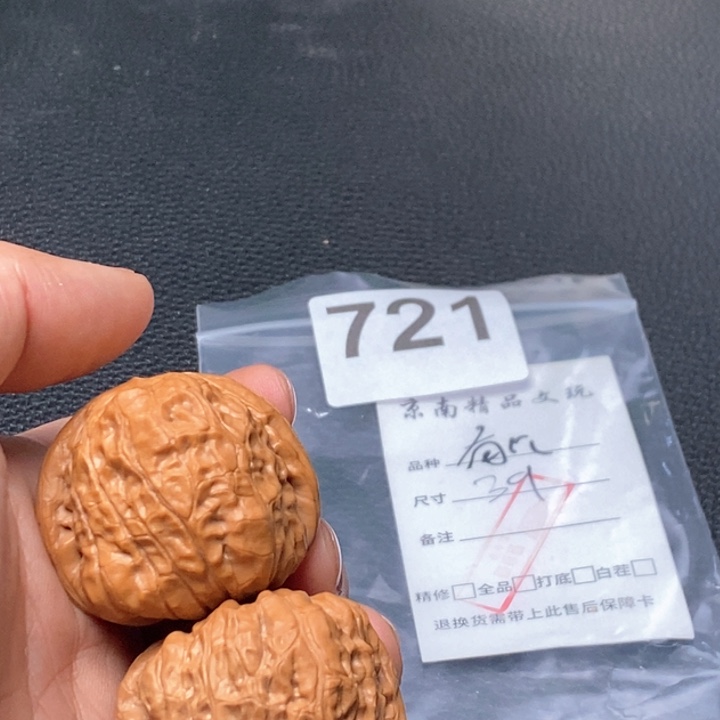 721
京南精品文玩
品种
尺寸 39
备注
精修□全品□打底□白茬□
退换货需带上此售后保障卡